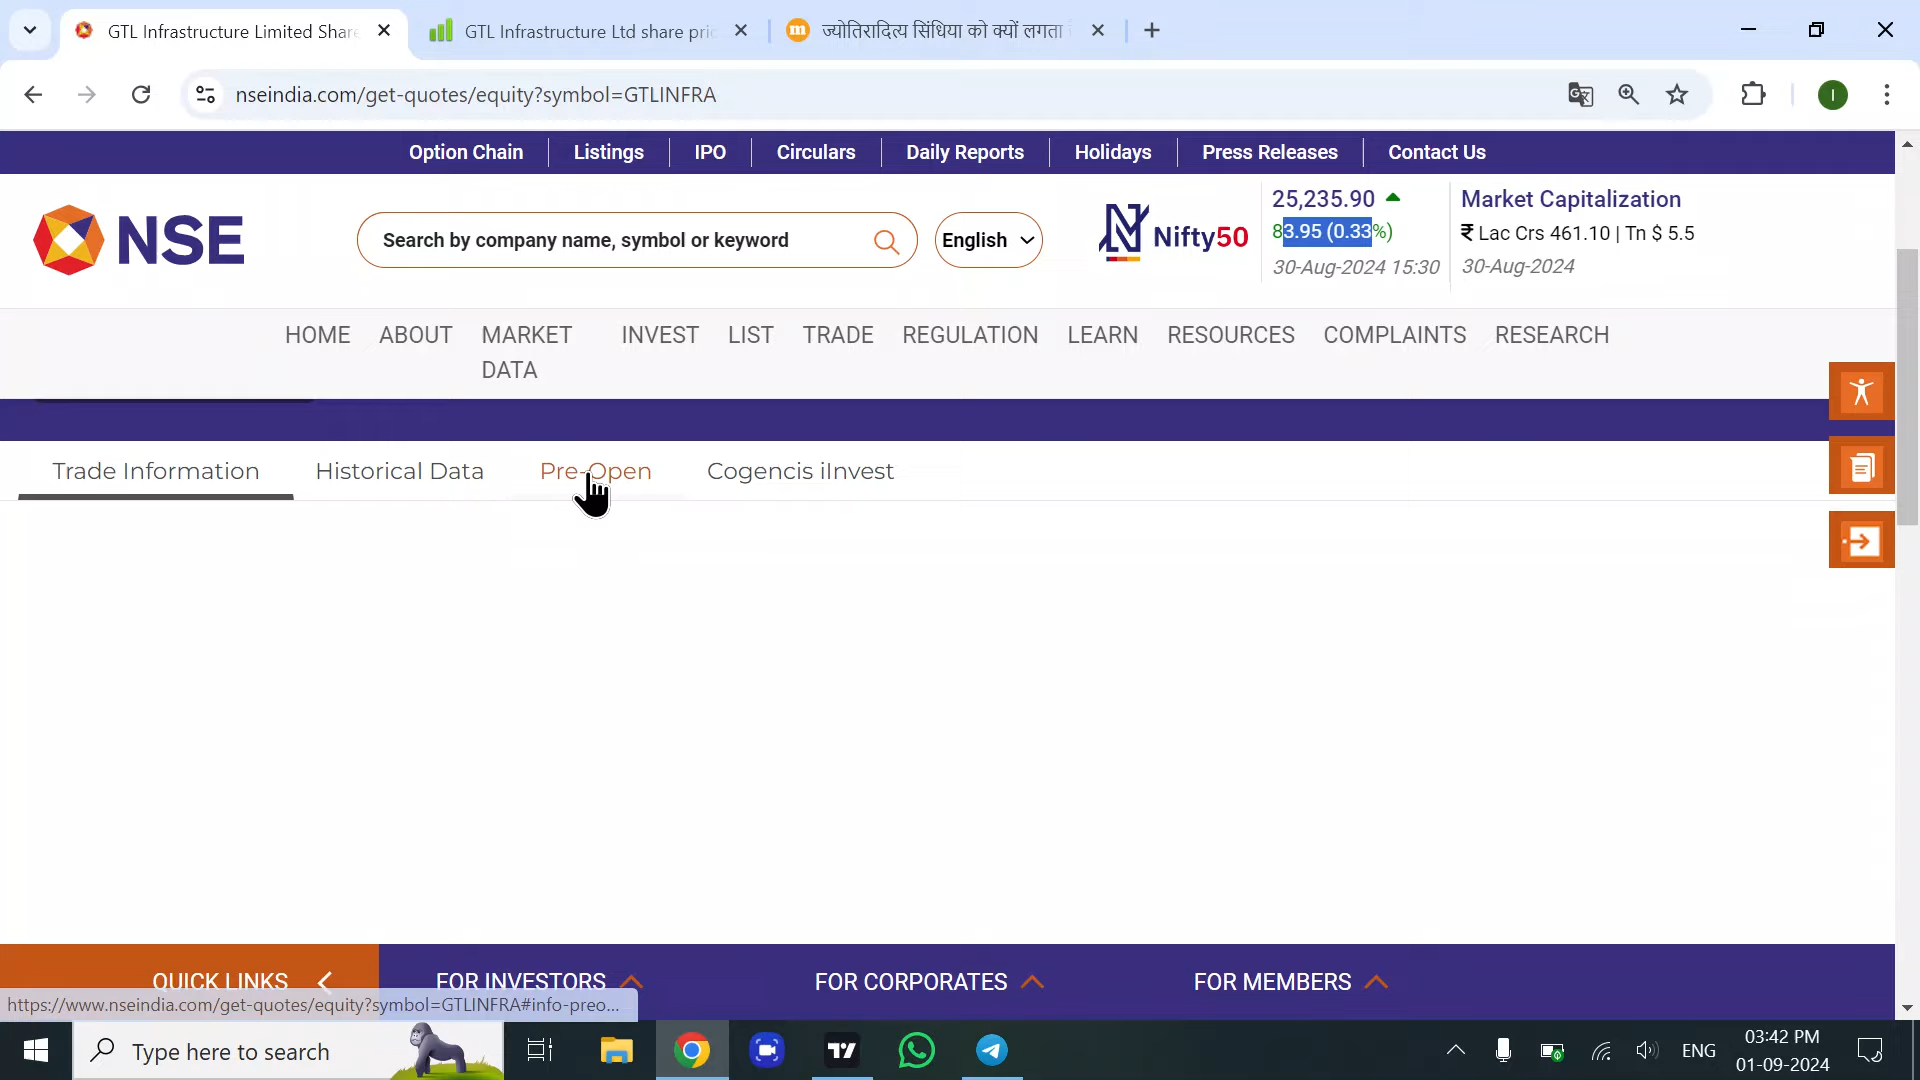 GTL Infrastructure Limited Share
GTL Infrastructure Ltd share pric
ज्योतिरादित्य सिंधिया को क्यों लगता
nseindia.com/get-quotes/equity?symbol=GTLINFRA
I
Option Chain
Listings
IPO
Circulars
Daily Reports
Holidays
Press Releases
Contact Us
NSE
Search by company name, symbol or keyword
English
Nifty50
25,235.90
83.95 (0.33%)
30-Aug-2024 15:30
Market Capitalization
₹ Lac Crs 461.10 | Tn $ 5.5
30-Aug-2024
HOME
ABOUT
MARKET
DATA
INVEST
LIST
TRADE
REGULATION
LEARN
RESOURCES
COMPLAINTS
RESEARCH
Trade Information
Historical Data
Pre-Open
Cogencis iInvest
QUICK LINKS
FOR INVESTORS
FOR CORPORATES
FOR MEMBERS
https://www.nseindia.com/get-quotes/equity?symbol=GTLINFRA#info-preo...
Type here to search
ENG
03:42 PM
01-09-2024